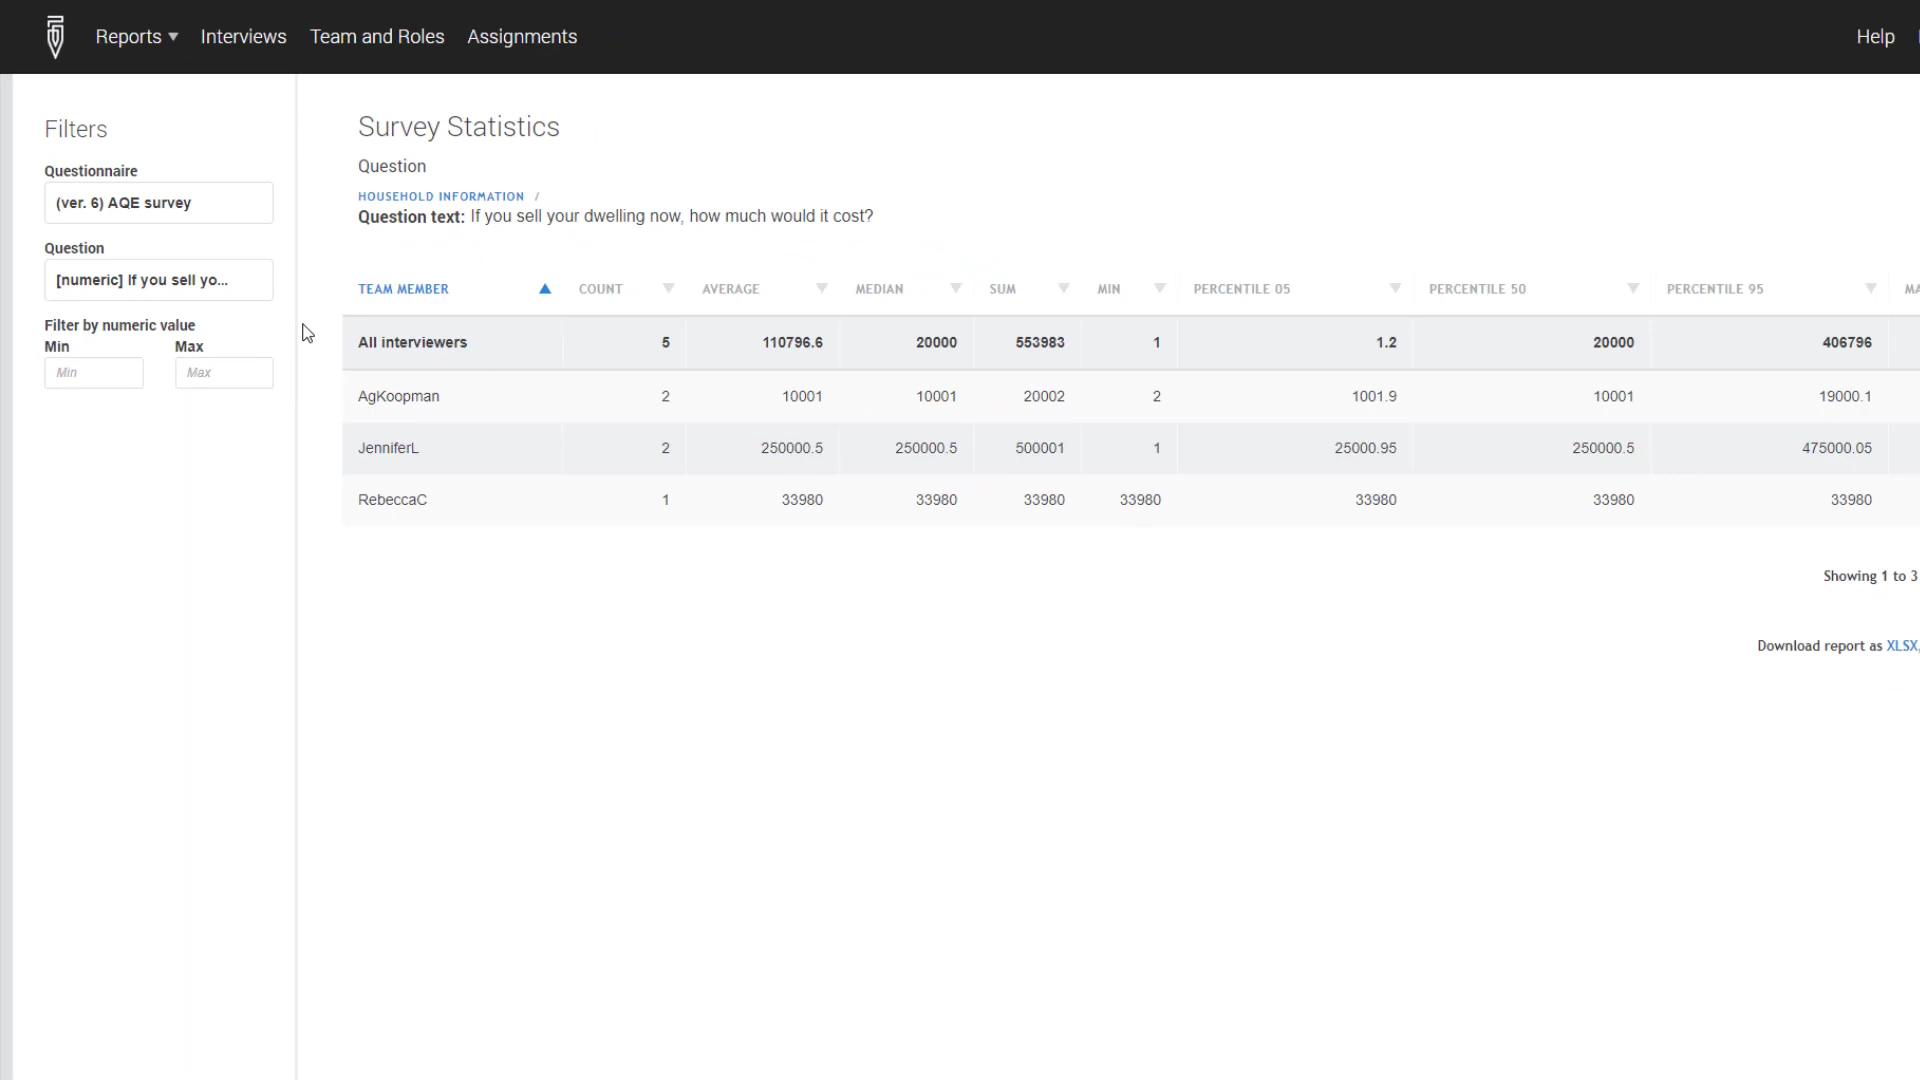 Reports Interviews Team and Roles Assignments Help
Filters
Questionnaire
(ver. 6) AQE survey
Question
[numeric] If you sell yo...
Filter by numeric value
Min Max
Min Max
Survey Statistics
Question
HOUSEHOLD INFORMATION /
Question text: If you sell your dwelling now, how much would it cost?
TEAM MEMBER COUNT AVERAGE MEDIAN SUM MIN PERCENTILE 05 PERCENTILE 50 PERCENTILE 95
All interviewers 5 110796.6 20000 553983 1 1.2 20000 406796
AgKoopman 2 10001 10001 20002 2 1001.9 10001 19000.1
JenniferL 2 250000.5 250000.5 500001 1 25000.95 250000.5 475000.05
RebeccaC 1 33980 33980 33980 33980 33980 33980 33980
Showing 1 to 3
Download report as XLSX,